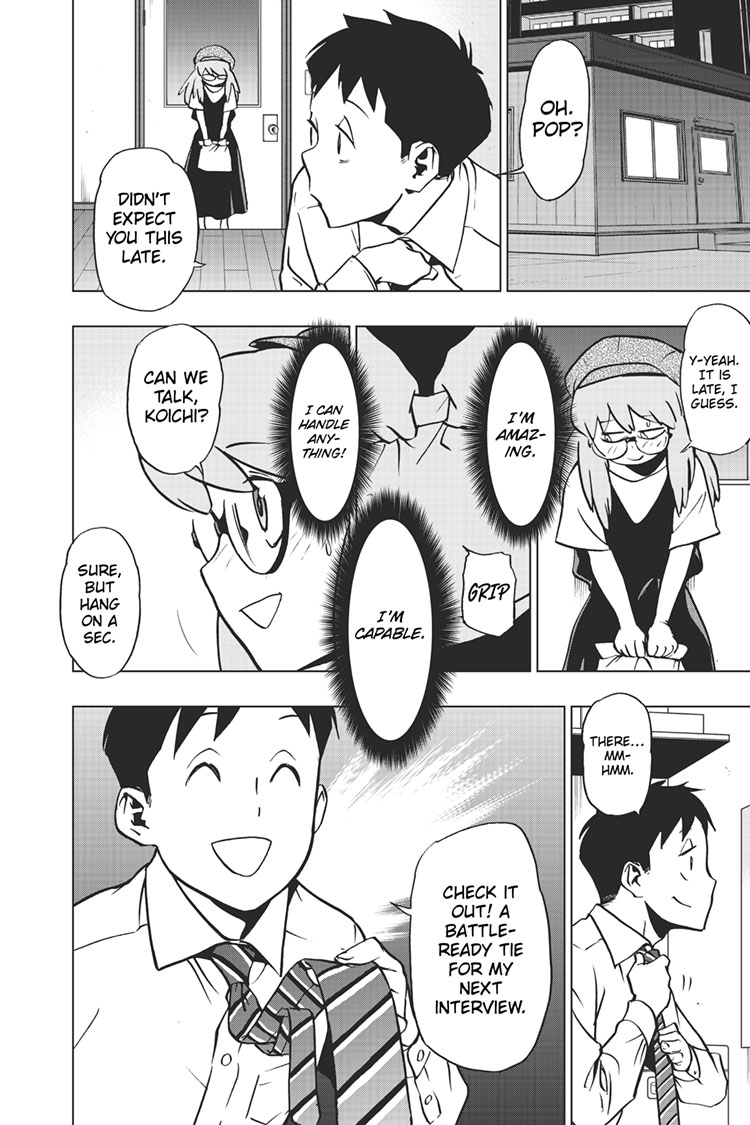 OH.
POP?
DIDN'T
EXPECT
YOU THIS
LATE.
Y-YEAH.
IT IS
LATE, I
GUESS.
I'M
AMAZ-
ING.
GRIP
I'M
CAPABLE.
I CAN
HANDLE
ANY-
THING!
CAN WE
TALK,
KOICHI?
SURE,
BUT
HANG
ON A
SEC.
THERE...
MM-
HMM.
CHECK IT
OUT! A
BATTLE-
READY TIE
FOR MY
NEXT
INTERVIEW.